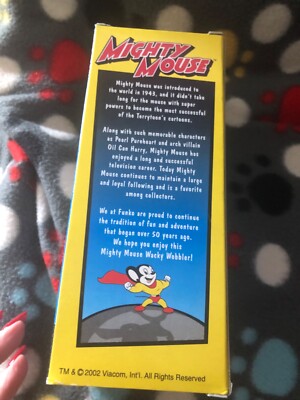 MIGHTY
MOUSE
Mighty Mouse was introduced to
the world in 1943, and it didn't take
long for the mouse with super
powers to become the most successful
of the Terrytoon's cartoons.
Along with such memorable characters
as Pearl Pureheart and arch villain
Oil Can Harry, Mighty Mouse has
enjoyed a long and successful
television career. Today Mighty
Mouse continues to maintain a large
and loyal following and is a favorite
among collectors.
We at Funko are proud to continue
the tradition of fun and adventure
that began over 50 years ago.
We hope you enjoy this
Mighty Mouse Wacky Wobbler!
TM & ©2002 Viacom, Int'l. All Rights Reserved